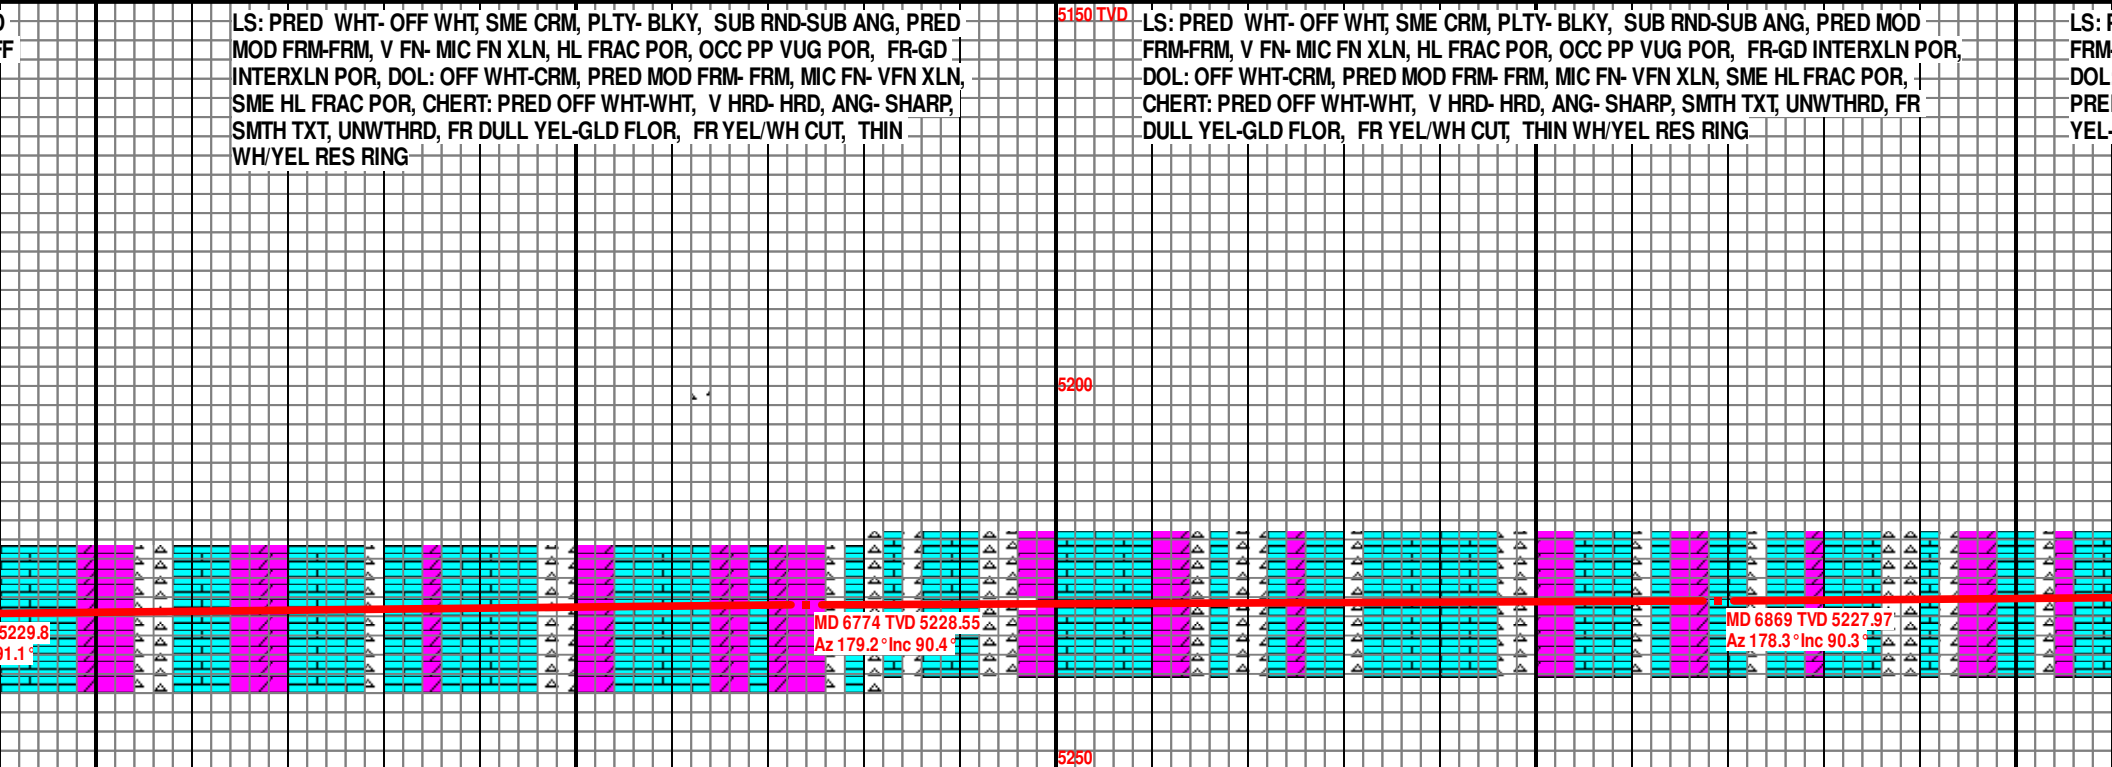 FF
LS: PRED WHT- OFF WHT, SME CRM, PLTY- BLKY, SUB RND-SUB ANG, PRED
MOD FRM-FRM, V FN- MIC FN XLN, HL FRAC POR, OCC PP VUG POR, FR-GD
INTERXLN POR, DOL: OFF WHT-CRM, PRED MOD FRM- FRM, MIC FN- VFN XLN,
SME HL FRAC POR, CHERT: PRED OFF WHT-WHT, V HRD- HRD, ANG- SHARP,
SMTH TXT, UNWTHRD, FR DULL YEL-GLD FLOR, FR YEL/WH CUT, THIN
WH/YEL RES RING
5150 TVD
LS: PRED WHT- OFF WHT, SME CRM, PLTY- BLKY, SUB RND-SUB ANG, PRED MOD
FRM-FRM, V FN- MIC FN XLN, HL FRAC POR, OCC PP VUG POR, FR-GD INTERXLN POR,
DOL: OFF WHT-CRM, PRED MOD FRM- FRM, MIC FN- VFN XLN, SME HL FRAC POR,
CHERT: PRED OFF WHT-WHT, V HRD- HRD, ANG- SHARP, SMTH TXT, UNWTHRD, FR
DULL YEL-GLD FLOR, FR YEL/WH CUT, THIN WH/YEL RES RING
LS:
FRM-
DOL
PRE
YEL-
5200
5229.8
91.1°
MD 6774 TVD 5228.55
Az 179.2° Inc 90.4°
MD 6869 TVD 5227.97
Az 178.3° Inc 90.3°
5250